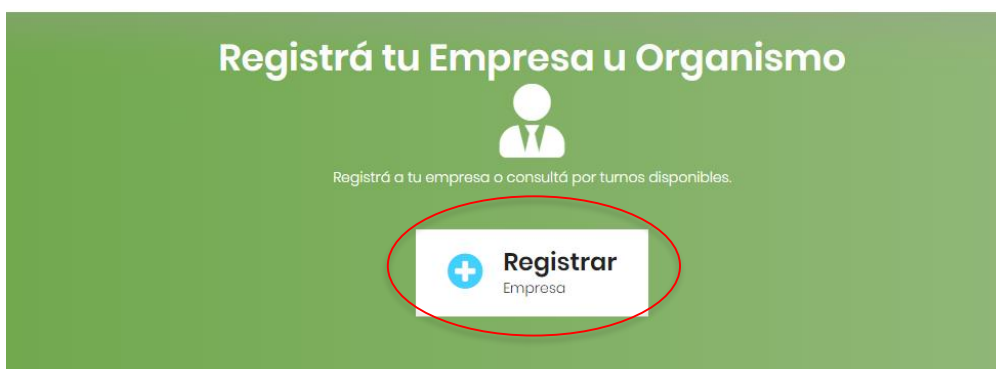 Registrá tu Empresa u Organismo
Registrá a tu empresa o consultá por turnos disponibles.
Registrar
Empresa